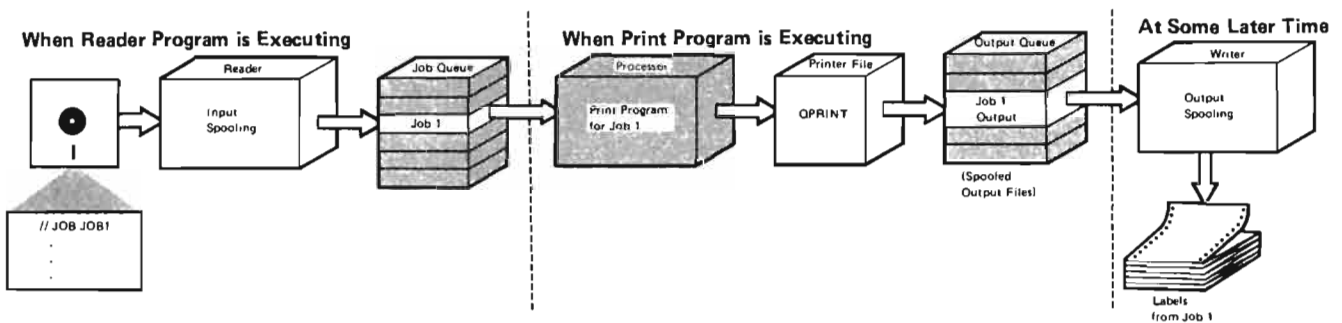 When Reader Program is Executing
Reader
Input
Spooling
Job Queue
Job 1
// JOB JOB1
.
.
.
When Print Program is Executing
Processor
Print Program
for Job 1
Printer File
QPRINT
Output Queue
Job 1
Output
(Spooled
Output Files)
At Some Later Time
Writer
Output
Spooling
Labels
from Job 1